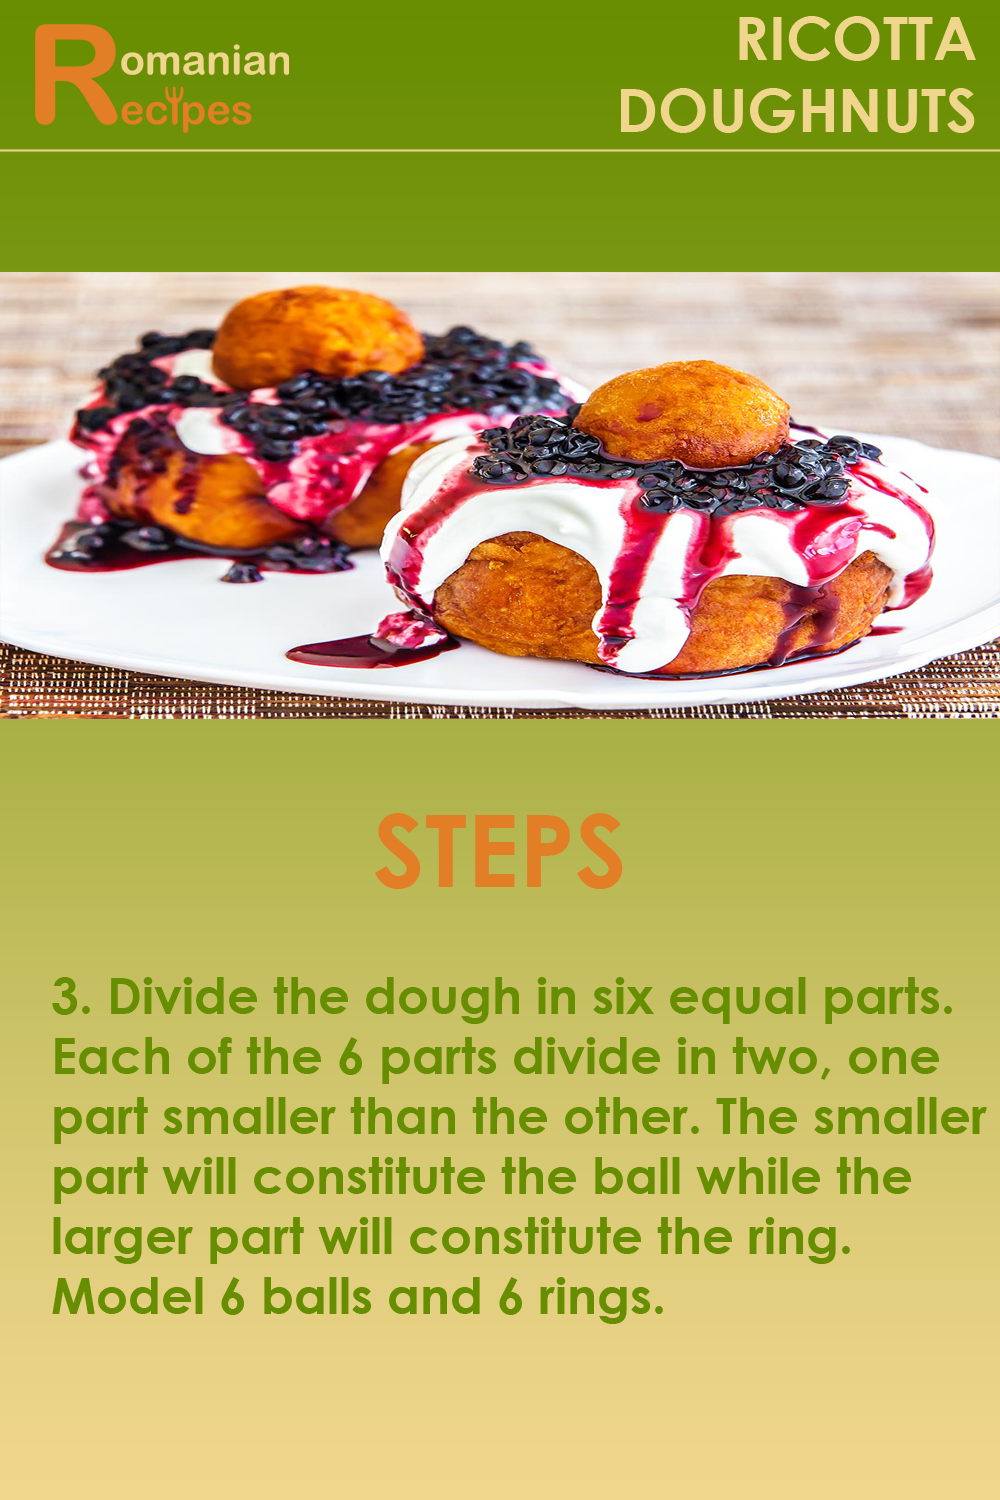 Romanian
Recipes
RICOTTA
DOUGHNUTS
STEPS
3. Divide the dough in six equal parts.
Each of the 6 parts divide in two, one
part smaller than the other. The smaller
part will constitute the ball while the
larger part will constitute the ring.
Model 6 balls and 6 rings.